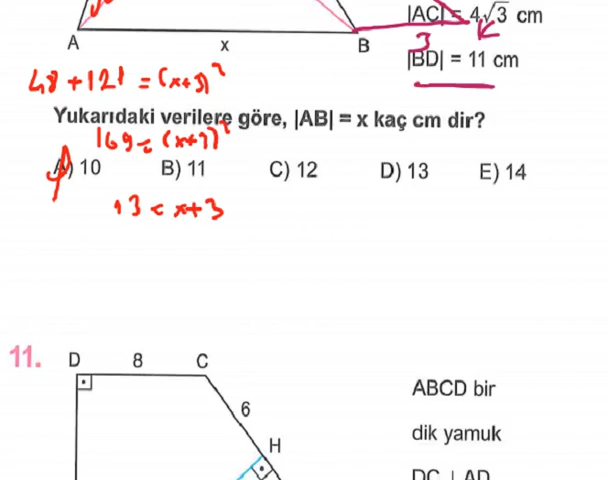 |AC| = 4√3 cm
A x B
3
|BD| = 11 cm
48 + 121 = (x+3)²
Yukarıdaki verilere göre, |AB| = x kaç cm dir?
169 = (x+3)²
A) 10 B) 11 C) 12 D) 13 E) 14
13 = x+3
11. D 8 C
ABCD bir
6
dik yamuk
H
DC ⊥ AD